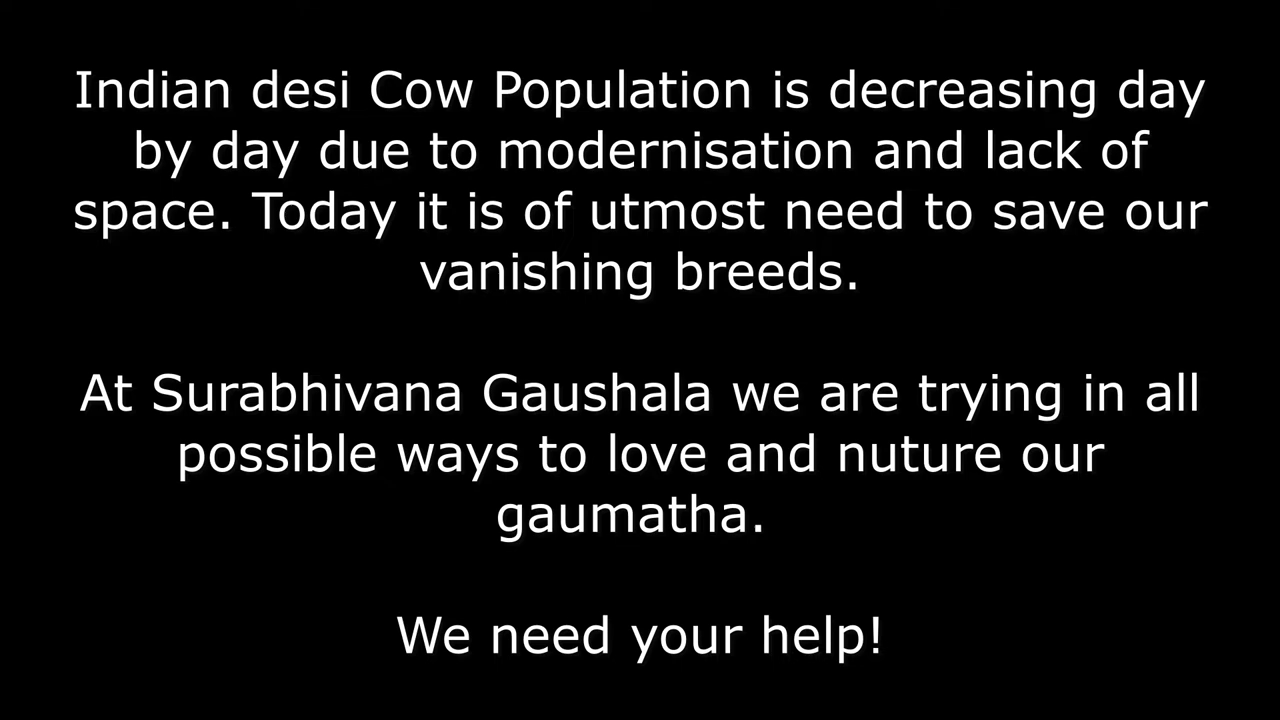 Indian desi Cow Population is decreasing day
by day due to modernisation and lack of
space. Today it is of utmost need to save our
vanishing breeds.
At Surabhivana Gaushala we are trying in all
possible ways to love and nuture our
gaumatha.
We need your help!